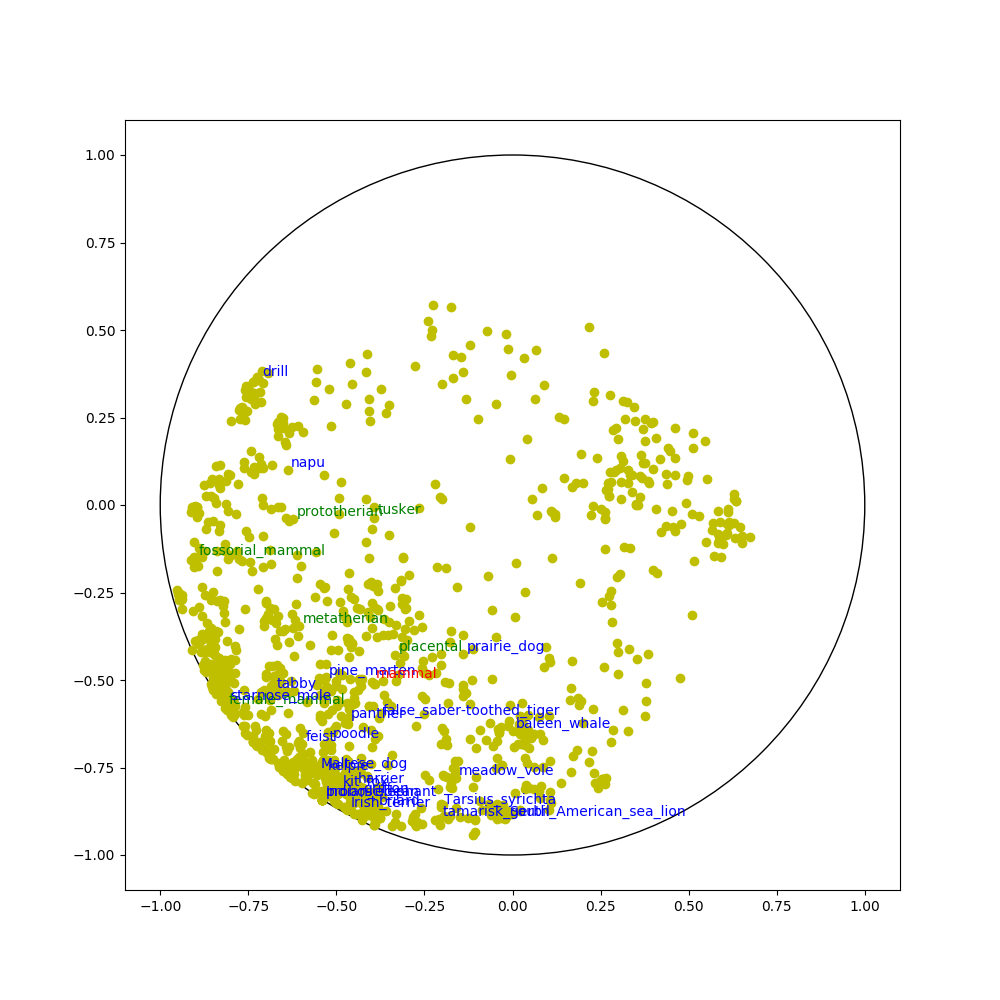 1.00
0.75
drill
0.50
0.25
napu
0.00
prototherian
tusker
fossorial_mammal
−0.25
metatherian
placental
prairie_dog
pine_marten
mammal
−0.50
tabby
starnose_mole
female_mammal
panther
false_saber-toothed_tiger
baleen_whale
feist
poodle
Maltese_dog
meadow_vole
−0.75
harrier
kit_fox
briard
Irish_terrier
Tarsius_syrichta
tamarisk_gerbil
South_American_sea_lion
−1.00
−1.00 −0.75 −0.50 −0.25 0.00 0.25 0.50 0.75 1.00